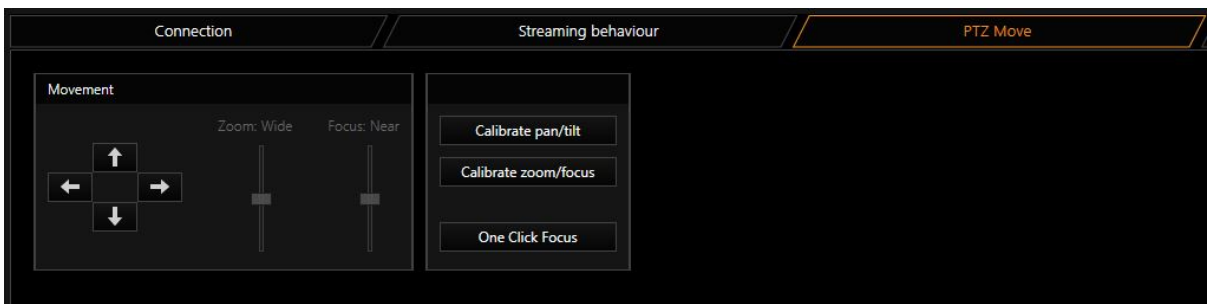 Connection
Streaming behaviour
PTZ Move
Movement
Zoom: Wide
Focus: Near
Calibrate pan/tilt
Calibrate zoom/focus
One Click Focus